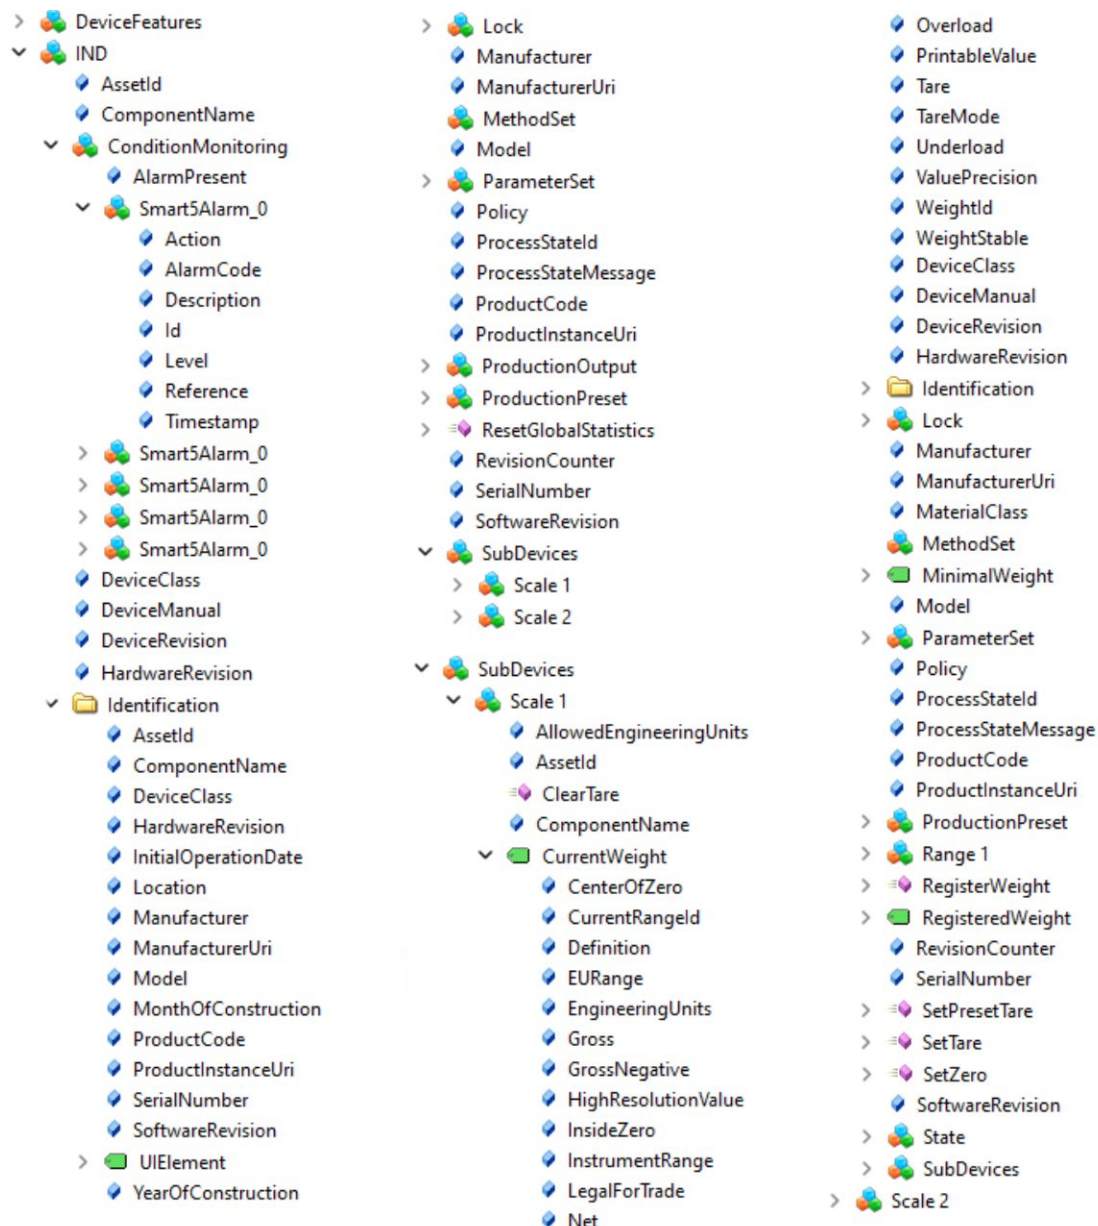 DeviceFeatures
IND
AssetId
ComponentName
ConditionMonitoring
AlarmPresent
Smart5Alarm_0
Action
AlarmCode
Description
Id
Level
Reference
Timestamp
Smart5Alarm_0
Smart5Alarm_0
Smart5Alarm_0
Smart5Alarm_0
DeviceClass
DeviceManual
DeviceRevision
HardwareRevision
Identification
AssetId
ComponentName
DeviceClass
HardwareRevision
InitialOperationDate
Location
Manufacturer
ManufacturerUri
Model
MonthOfConstruction
ProductCode
ProductInstanceUri
SerialNumber
SoftwareRevision
UIElement
YearOfConstruction
Lock
Manufacturer
ManufacturerUri
MethodSet
Model
ParameterSet
Policy
ProcessStateId
ProcessStateMessage
ProductCode
ProductInstanceUri
ProductionOutput
ProductionPreset
ResetGlobalStatistics
RevisionCounter
SerialNumber
SoftwareRevision
SubDevices
Scale 1
Scale 2
SubDevices
Scale 1
AllowedEngineeringUnits
AssetId
ClearTare
ComponentName
CurrentWeight
CenterOfZero
CurrentRangeId
Definition
EURange
EngineeringUnits
Gross
GrossNegative
HighResolutionValue
InsideZero
InstrumentRange
LegalForTrade
Net
Overload
PrintableValue
Tare
TareMode
Underload
ValuePrecision
WeightId
WeightStable
DeviceClass
DeviceManual
DeviceRevision
HardwareRevision
Identification
Lock
Manufacturer
ManufacturerUri
MaterialClass
MethodSet
MinimalWeight
Model
ParameterSet
Policy
ProcessStateId
ProcessStateMessage
ProductCode
ProductInstanceUri
ProductionPreset
Range 1
RegisterWeight
RegisteredWeight
RevisionCounter
SerialNumber
SetPresetTare
SetTare
SetZero
SoftwareRevision
State
SubDevices
Scale 2